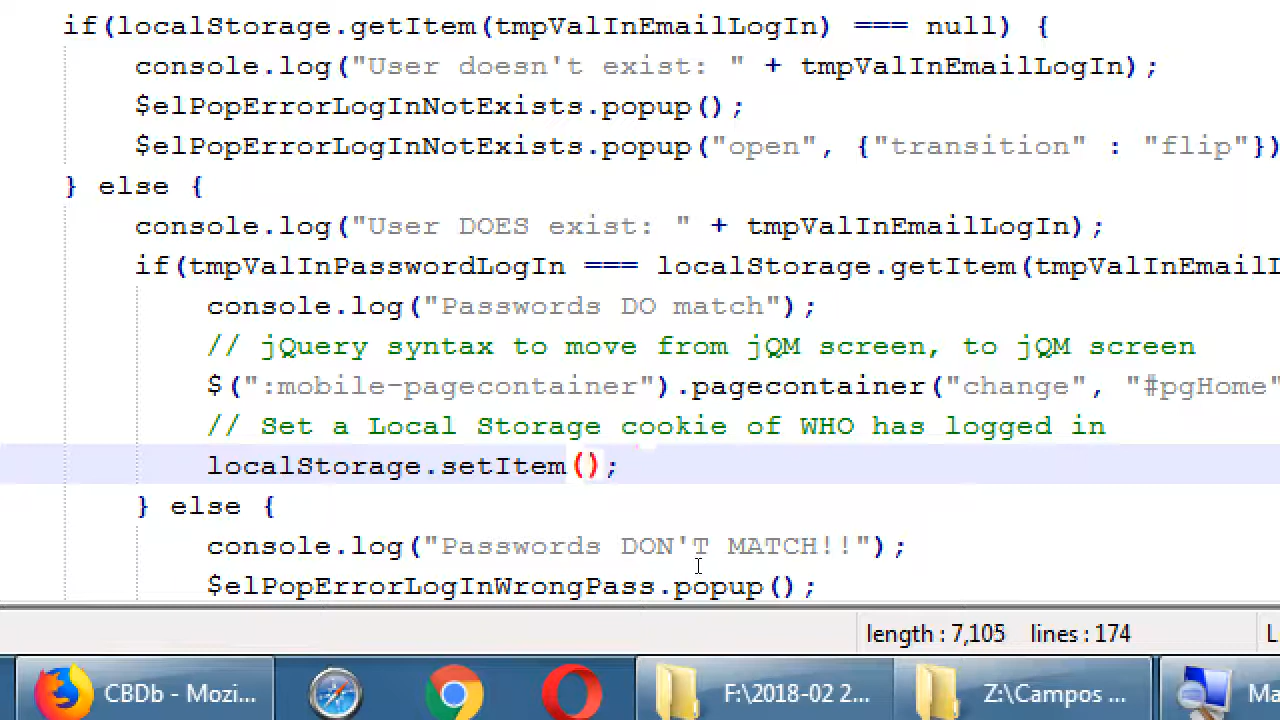 if(localStorage.getItem(tmpValInEmailLogIn) === null) {
console.log("User doesn't exist: " + tmpValInEmailLogIn);
$elPopErrorLogInNotExists.popup();
$elPopErrorLogInNotExists.popup("open", {"transition" : "flip"})
} else {
console.log("User DOES exist: " + tmpValInEmailLogIn);
if(tmpValInPasswordLogIn === localStorage.getItem(tmpValInEmailI
console.log("Passwords DO match");
// jQuery syntax to move from jQM screen, to jQM screen
$(":mobile-pagecontainer").pagecontainer("change", "#pgHome"
// Set a Local Storage cookie of WHO has logged in
localStorage.setItem();
} else {
console.log("Passwords DON'T MATCH!!");
$elPopErrorLogInWrongPass.popup();
length : 7,105 lines : 174 L
CBDb - Mozi... F:\2018-02 2... Z:\Campos ... Ma